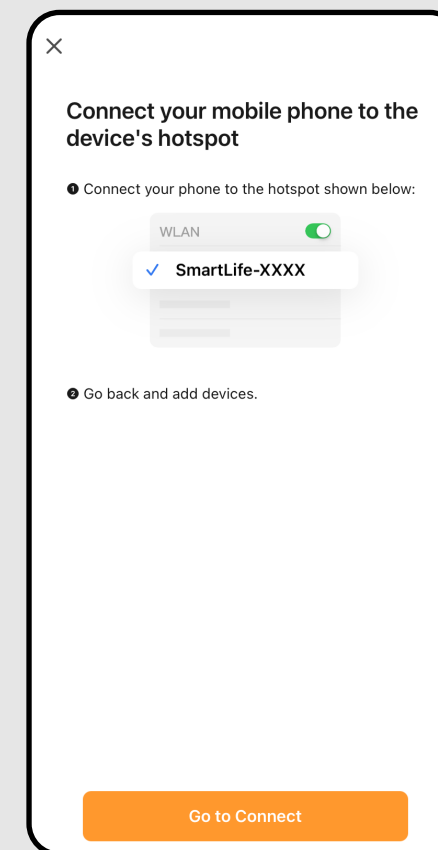 Connect your mobile phone to the
device's hotspot
❶ Connect your phone to the hotspot shown below:
WLAN
SmartLife-XXXX
❷ Go back and add devices.
Go to Connect